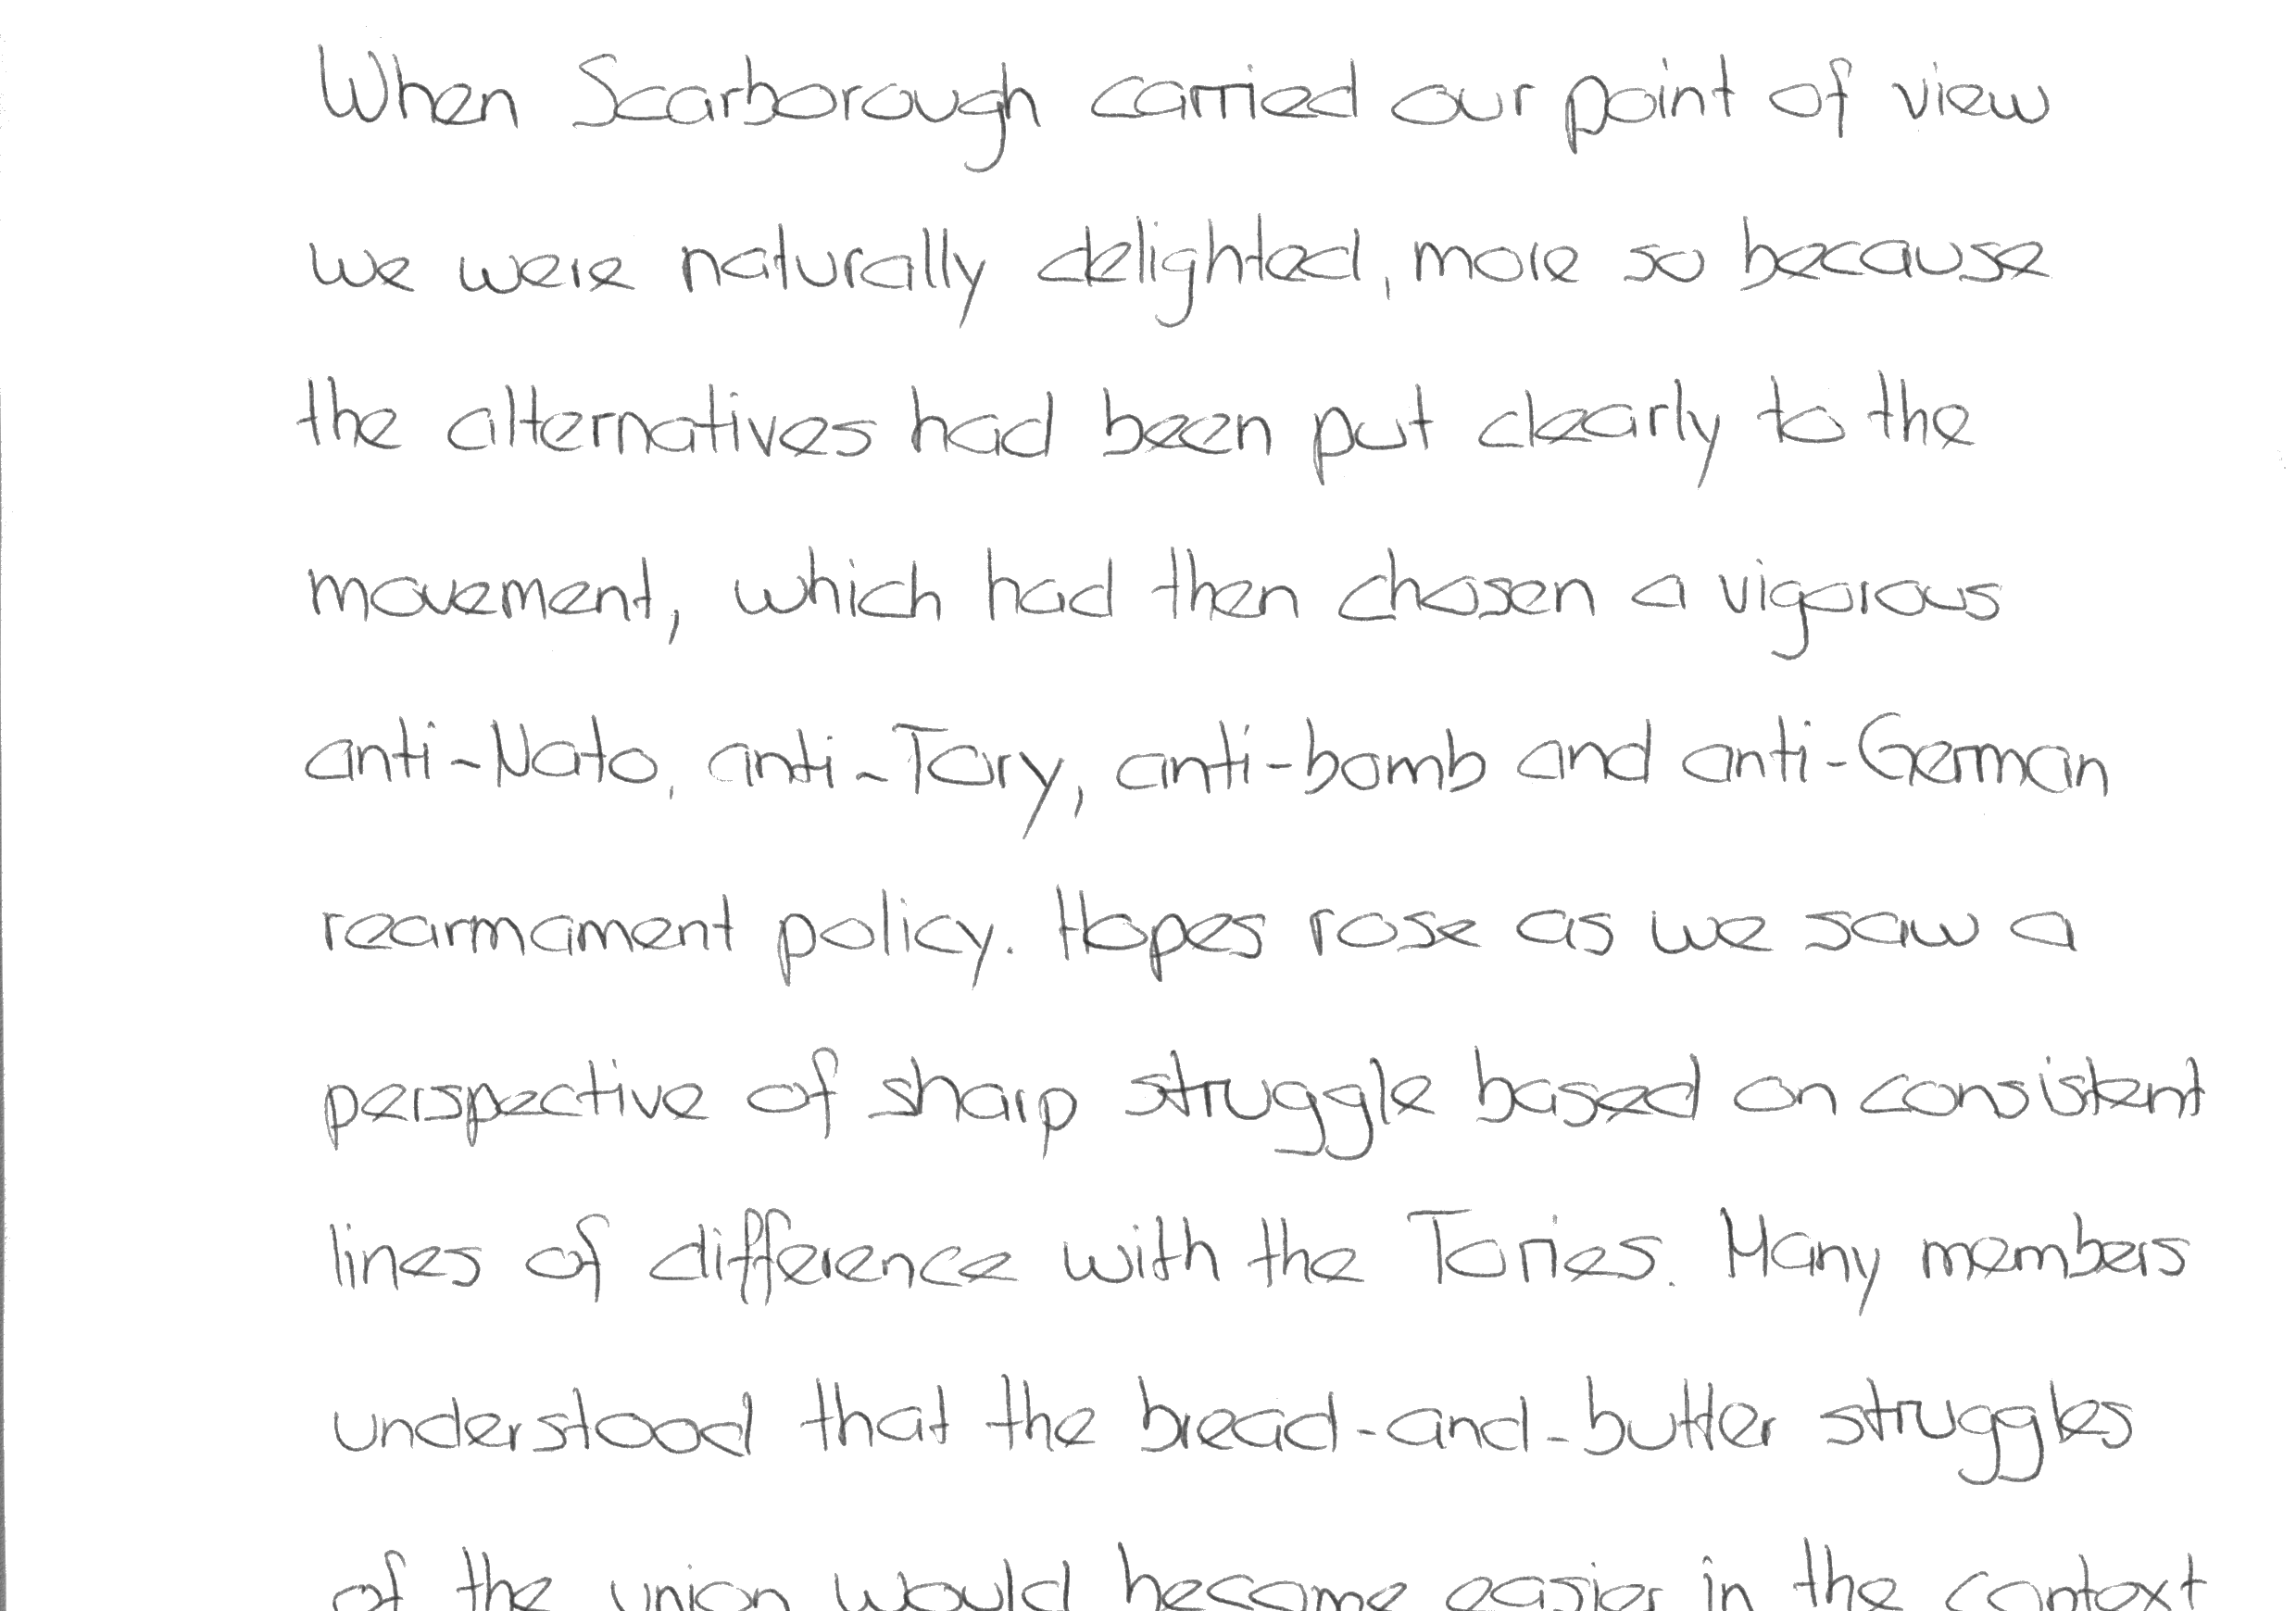 When Scarborough carried our point of view
we were naturally delighted, more so because
the alternatives had been put clearly to the
movement, which had then chosen a vigorous
anti-Nato, anti-Tory, anti-bomb and anti-German
rearmament policy. Hopes rose as we saw a
perspective of sharp struggle based on consistent
lines of difference with the Tories. Many members
understood that the bread-and-butter struggles
of the union would become easier in the context